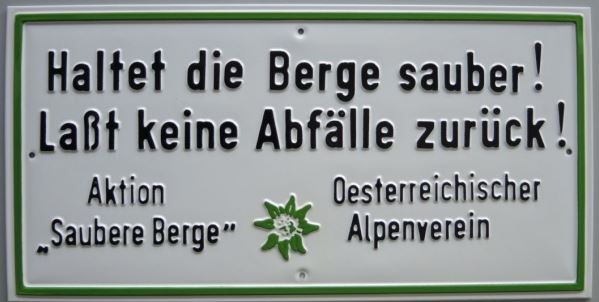 Haltet die Berge sauber!
Laßt keine Abfälle zurück!
Aktion
„Saubere Berge”
Oesterreichischer
Alpenverein